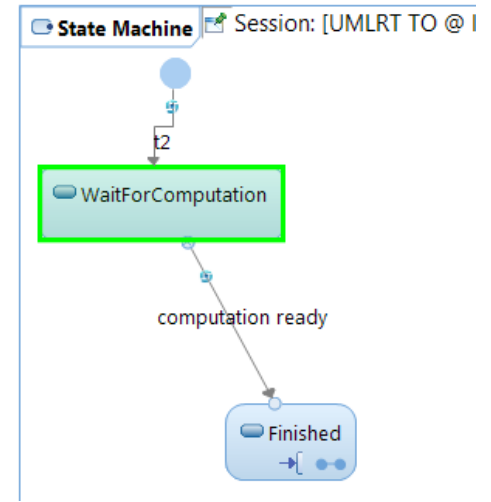 State Machine
Session: [UMLRT TO @
t2
WaitForComputation
computation ready
Finished